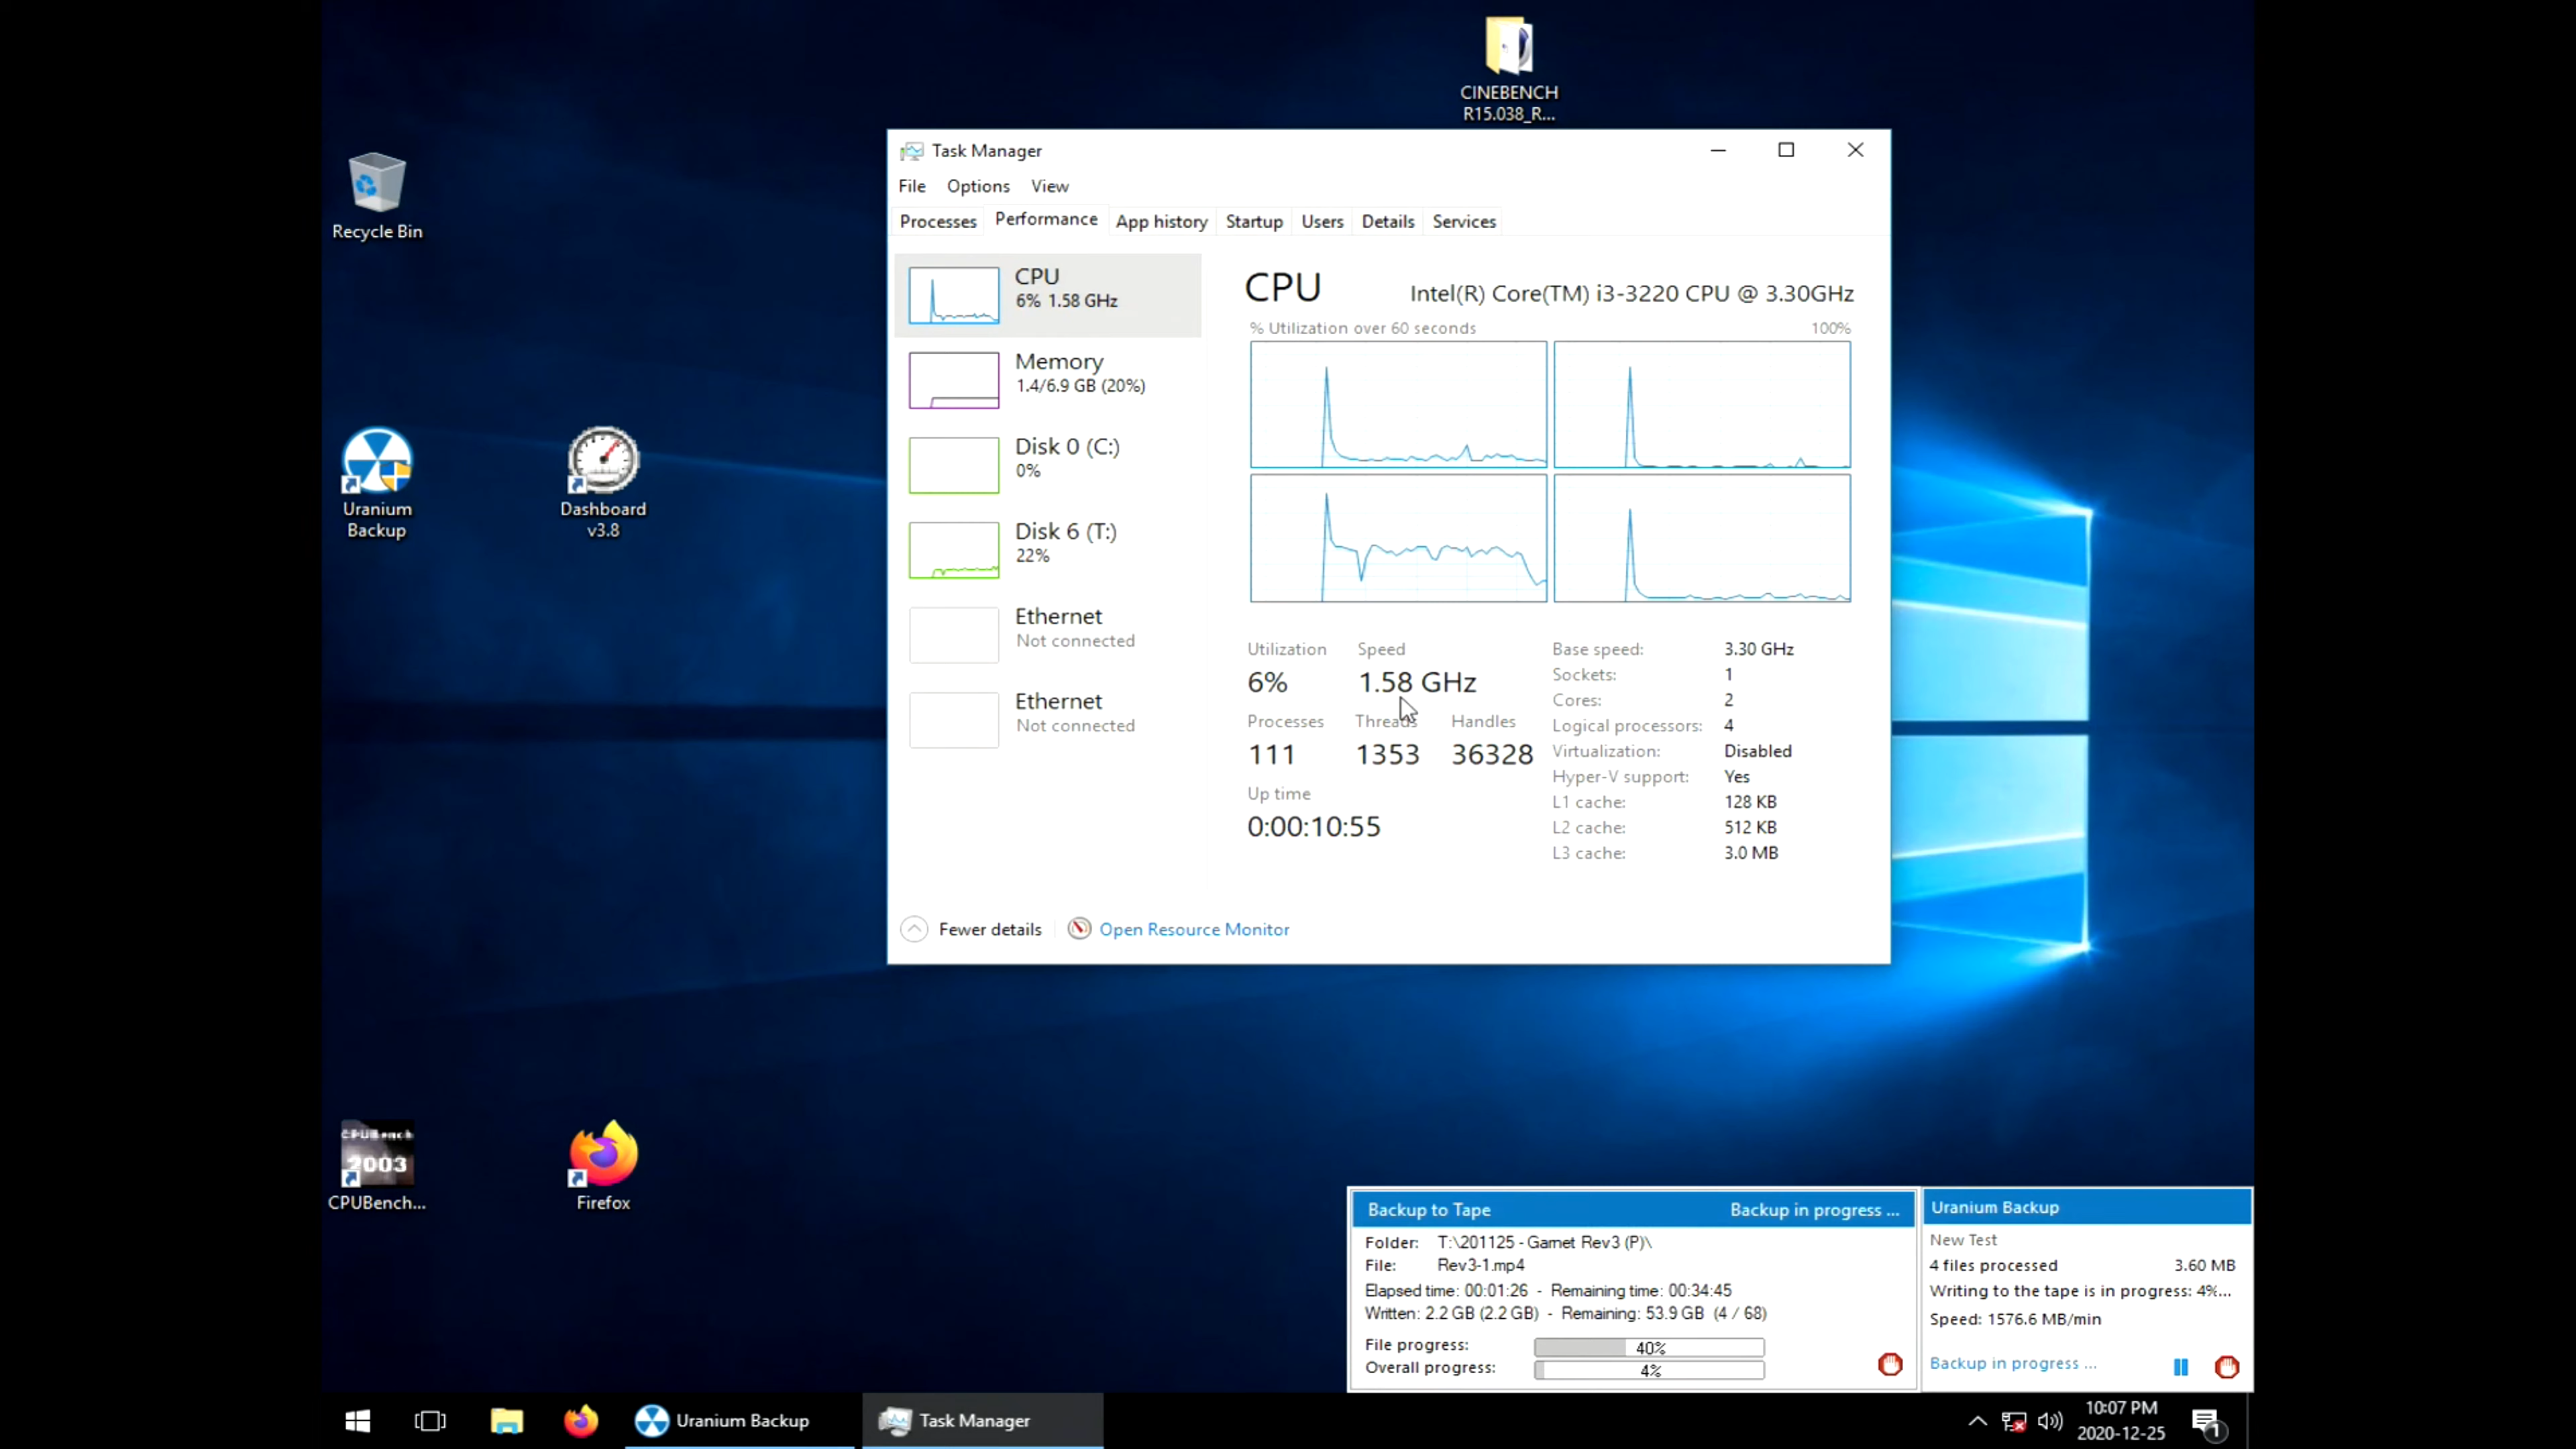 CINEBENCH
R15.038_R...
Recycle Bin
Uranium
Backup
Dashboard
v3.8
CPUBench
2003
CPUBench...
Firefox
Task Manager
File Options View
Processes Performance App history Startup Users Details Services
CPU
6% 1.58 GHz
Memory
1.4/6.9 GB (20%)
Disk 0 (C:)
0%
Disk 6 (T:)
22%
Ethernet
Not connected
Ethernet
Not connected
CPU Intel(R) Core(TM) i3-3220 CPU @ 3.30GHz
% Utilization over 60 seconds 100%
Utilization Speed
6% 1.58 GHz
Processes Threads Handles
111 1353 36328
Up time
0:00:10:55
Base speed: 3.30 GHz
Sockets: 1
Cores: 2
Logical processors: 4
Virtualization: Disabled
Hyper-V support: Yes
L1 cache: 128 KB
L2 cache: 512 KB
L3 cache: 3.0 MB
Fewer details Open Resource Monitor
Backup to Tape Backup in progress ...
Folder: T:\201125 - Garnet Rev3 (P)\
File: Rev3-1.mp4
Elapsed time: 00:01:26 - Remaining time: 00:34:45
Written: 2.2 GB (2.2 GB) - Remaining: 53.9 GB (4 / 68)
File progress: 40%
Overall progress: 4%
Uranium Backup
New Test
4 files processed 3.60 MB
Writing to the tape is in progress: 4%...
Speed: 1576.6 MB/min
Backup in progress ...
Uranium Backup
Task Manager
10:07 PM
2020-12-25
1